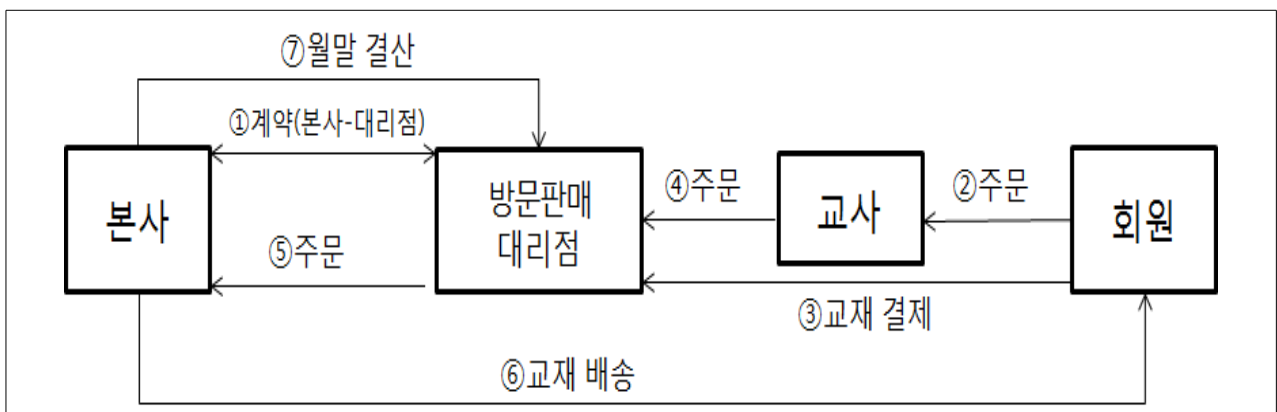 ⑦월말 결산
①계약(본사-대리점)
본사
방문판매
대리점
④주문
교사
②주문
회원
⑤주문
③교재 결제
⑥교재 배송